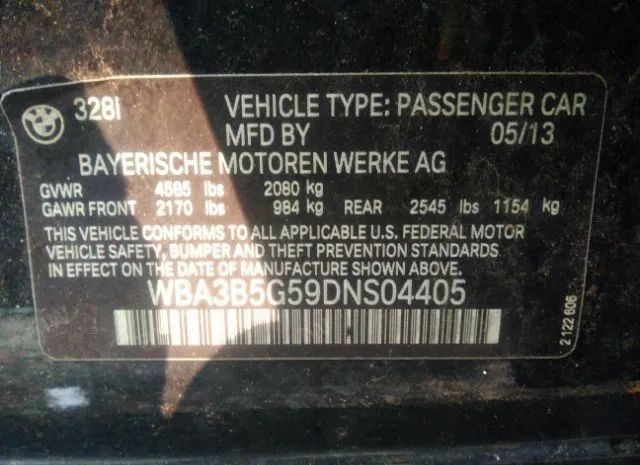 328I VEHICLE TYPE: PASSENGER CAR
MFD BY 05/13
BAYERISCHE MOTOREN WERKE AG
GVWR 4585 lbs 2080 kg
GAWR FRONT 2170 lbs 984 kg REAR 2545 lbs 1154 kg
THIS VEHICLE CONFORMS TO ALL APPLICABLE U.S. FEDERAL MOTOR
VEHICLE SAFETY, BUMPER AND THEFT PREVENTION STANDARDS
IN EFFECT ON THE DATE OF MANUFACTURE SHOWN ABOVE.
WBA3B5G59DNS04405
2 122 606
BMW